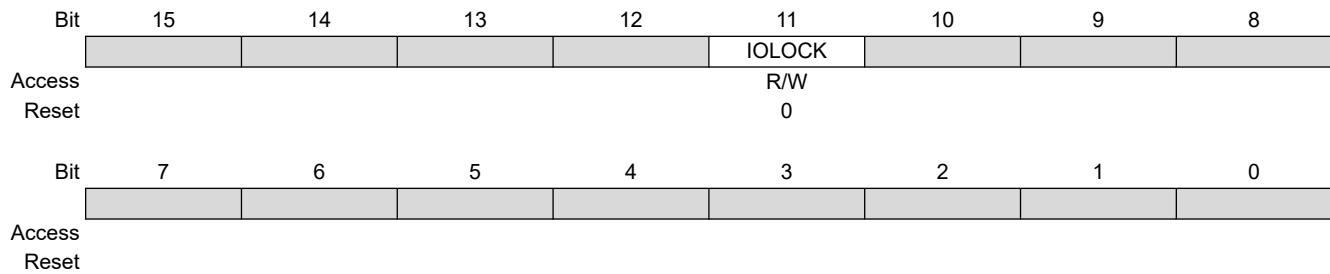 Bit 15 14 13 12 11 10 9 8
IOLOCK
Access R/W
Reset 0
Bit 7 6 5 4 3 2 1 0
Access
Reset